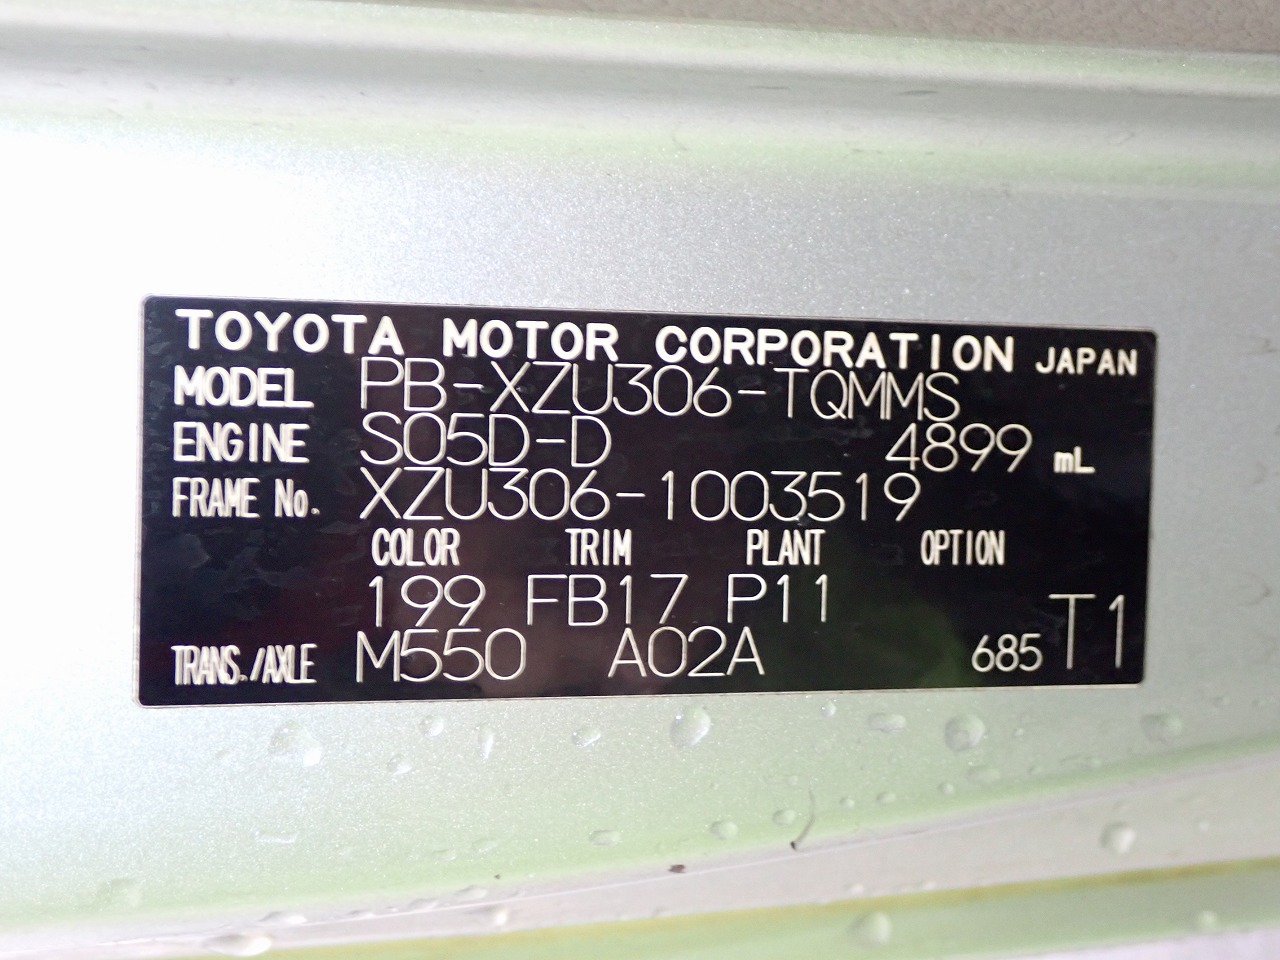 TOYOTA MOTOR CORPORATION JAPAN
MODEL PB-XZU306-TQMMS
ENGINE S05D-D 4899 mL
FRAME No. XZU306-1003519
COLOR TRIM PLANT OPTION
199 FB17 P11
TRANS./AXLE M550 A02A 685 T1